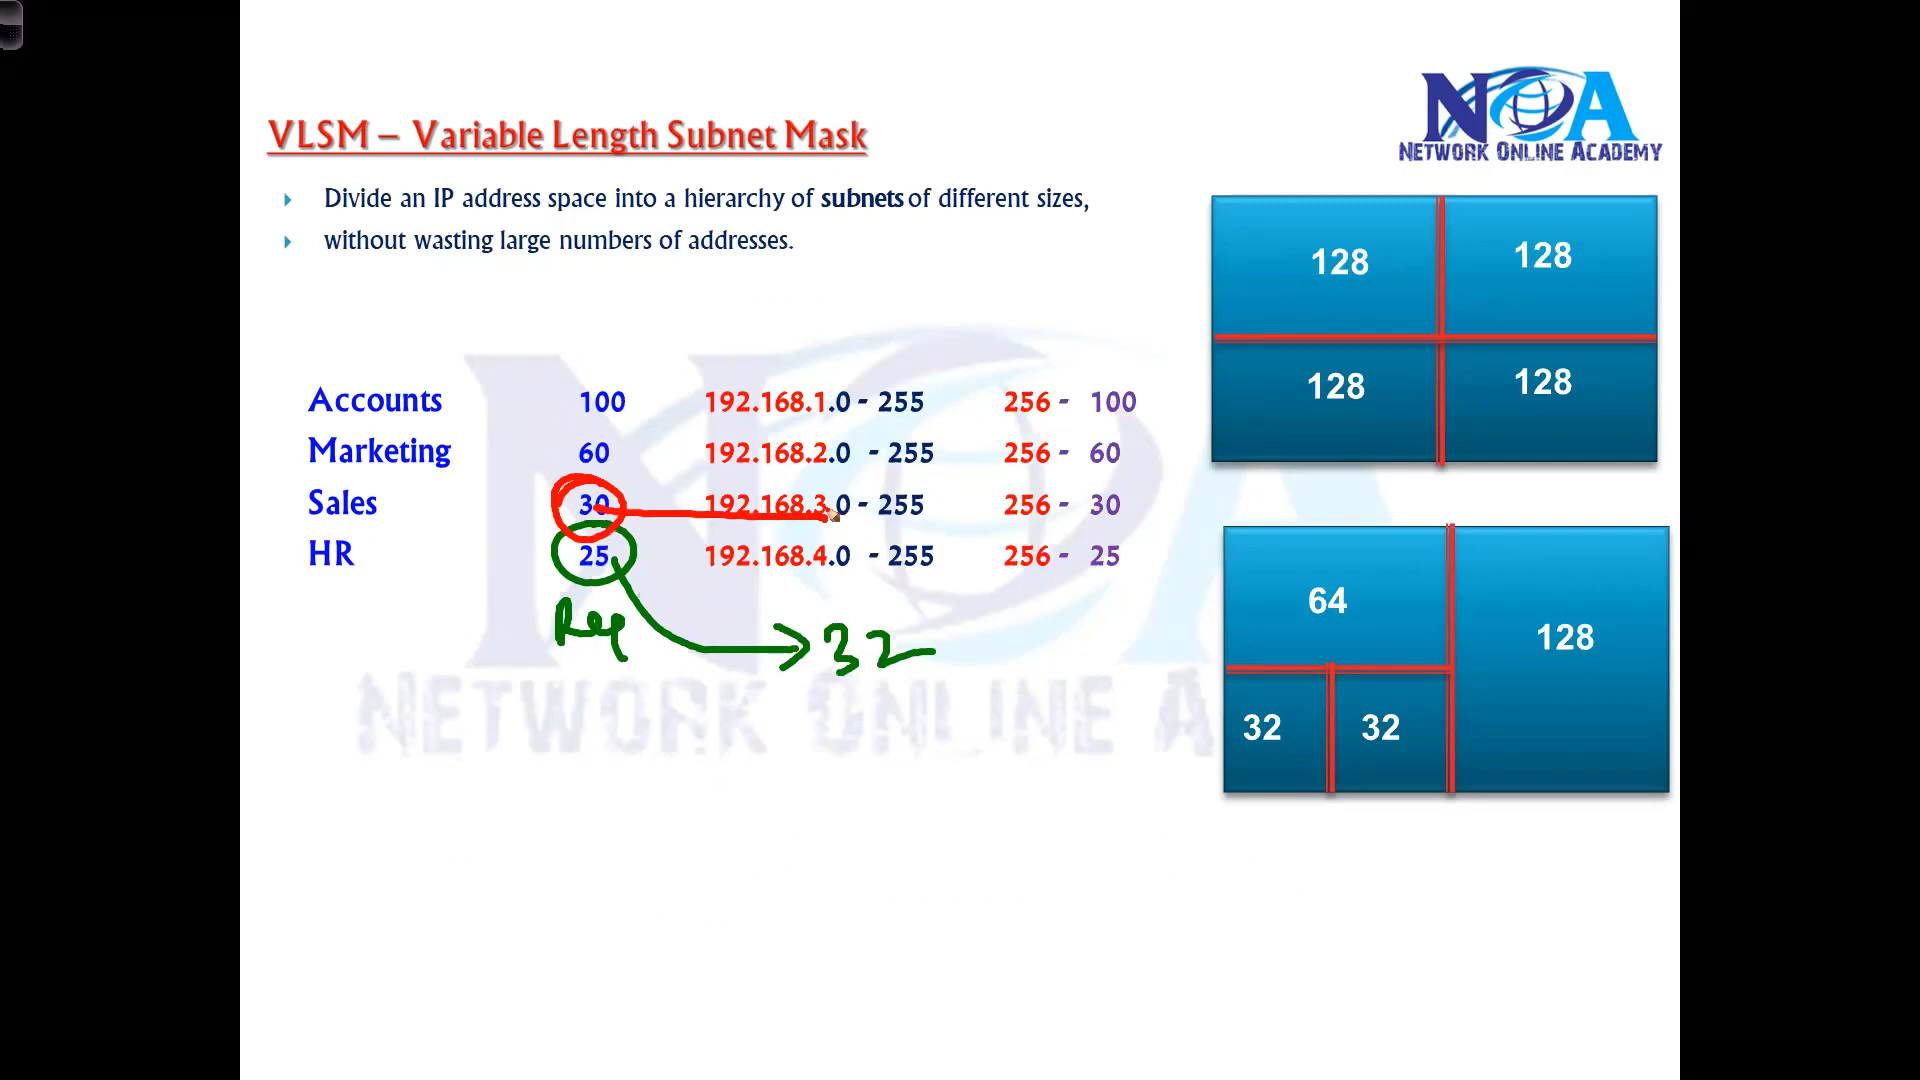 NOA
NETWORK ONLINE ACADEMY
VLSM – Variable Length Subnet Mask
Divide an IP address space into a hierarchy of subnets of different sizes,
without wasting large numbers of addresses.
128 128
128 128
Accounts 100 192.168.1.0 - 255 256 - 100
Marketing 60 192.168.2.0 - 255 256 - 60
Sales 30 192.168.3.0 - 255 256 - 30
HR 25 192.168.4.0 - 255 256 - 25
Req 32
NETWORK ONLINE A
64 128
32 32